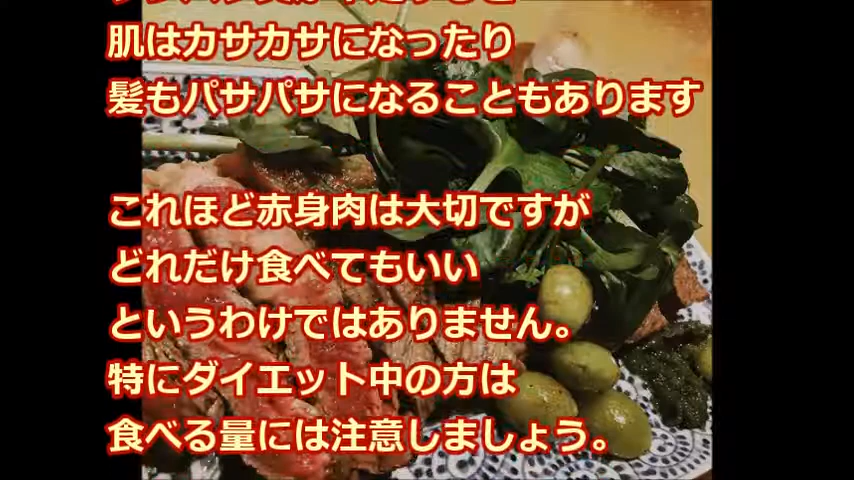 肌はカサカサになったり
髪もパサパサになることもあります
これほど赤身肉は大切ですが
どれだけ食べてもいい
というわけではありません。
特にダイエット中の方は
食べる量には注意しましょう。